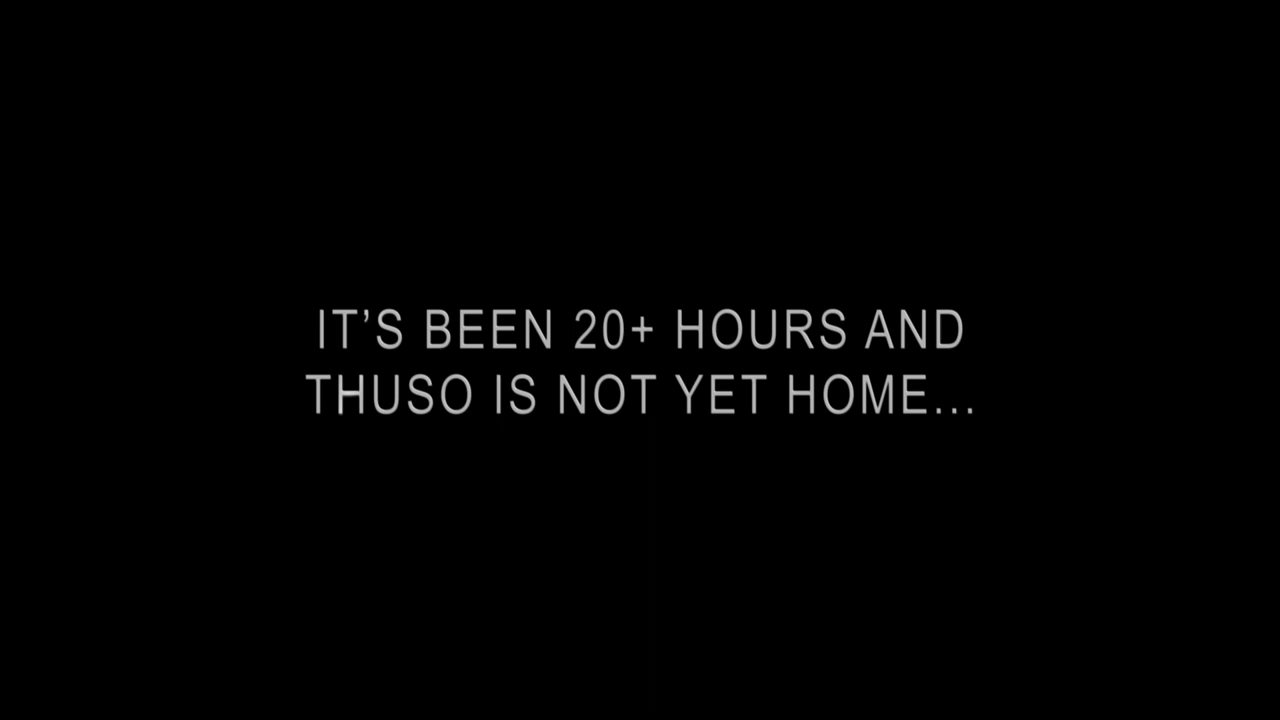 IT’S BEEN 20+ HOURS AND
THUSO IS NOT YET HOME...